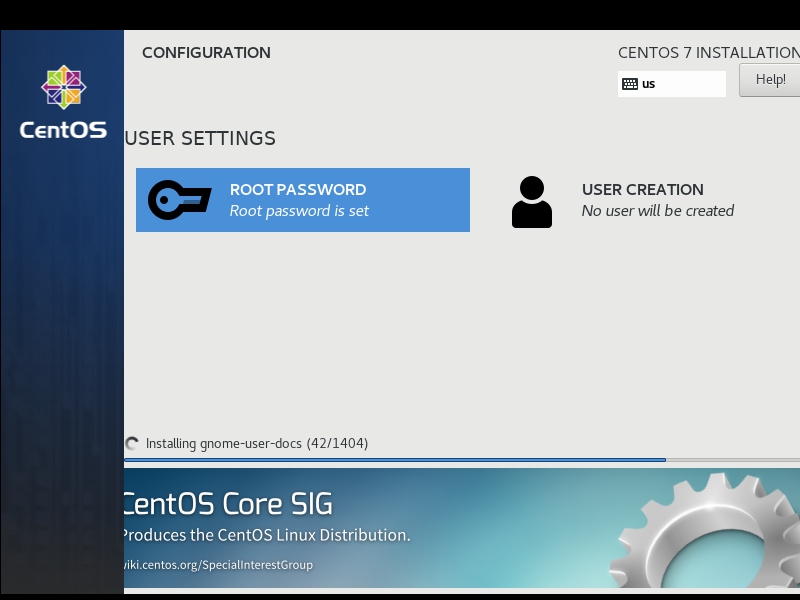 CONFIGURATION
CENTOS 7 INSTALLATION
us
Help!
CentOS
USER SETTINGS
ROOT PASSWORD
Root password is set
USER CREATION
No user will be created
Installing gnome-user-docs (42/1404)
CentOS Core SIG
Produces the CentOS Linux Distribution.
wiki.centos.org/SpecialInterestGroup